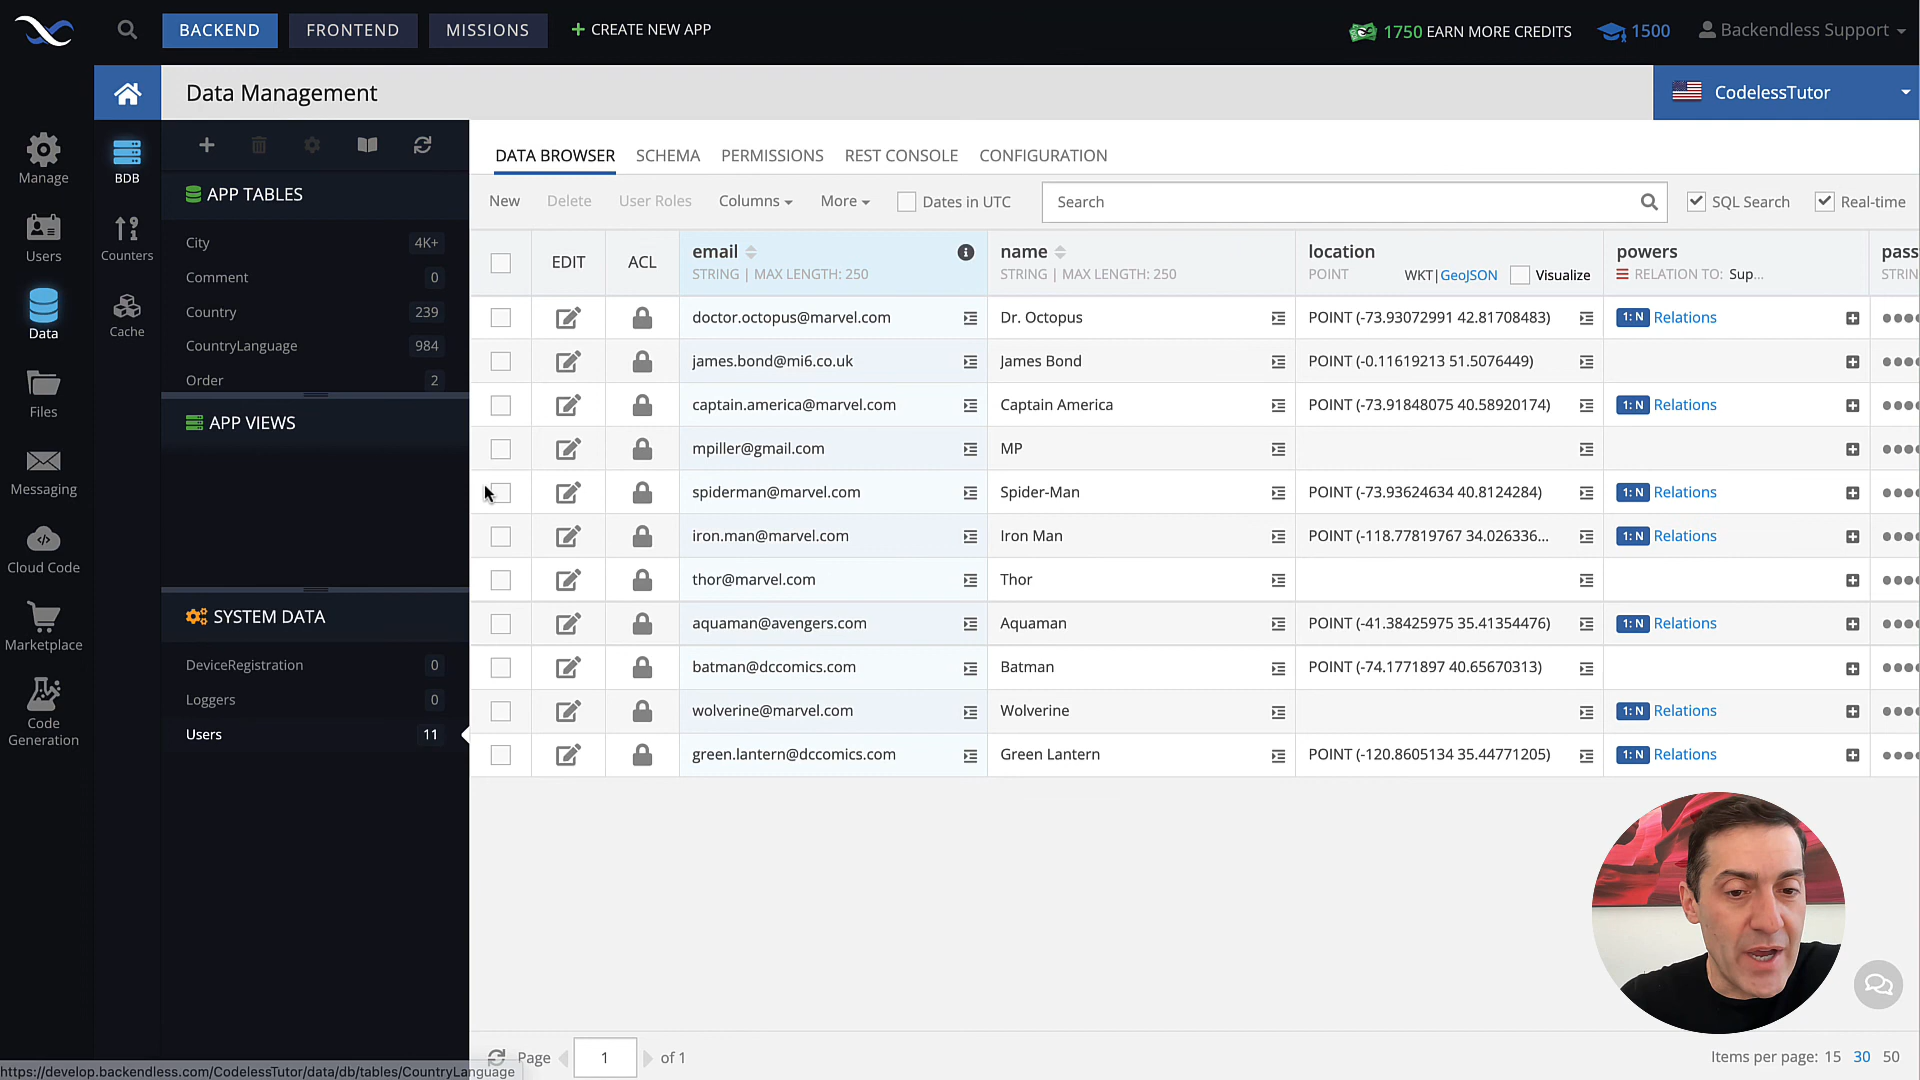 BACKEND FRONTEND MISSIONS + CREATE NEW APP 1750 EARN MORE CREDITS 1500 Backendless Support
Data Management CodelessTutor
Manage
Users
Data
Files
Messaging
Cloud Code
Marketplace
Code
Generation
BDB
Counters
Cache
APP TABLES
City 4K+
Comment 0
Country 239
CountryLanguage 984
Order 2
APP VIEWS
SYSTEM DATA
DeviceRegistration 0
Loggers 0
Users 11
DATA BROWSER SCHEMA PERMISSIONS REST CONSOLE CONFIGURATION
New Delete User Roles Columns More Dates in UTC Search SQL Search Real-time
EDIT ACL email name location powers pass
STRING | MAX LENGTH: 250 STRING | MAX LENGTH: 250 POINT WKT|GeoJSON Visualize RELATION TO: Sup... STRIN
doctor.octopus@marvel.com Dr. Octopus POINT (-73.93072991 42.81708483) 1: N Relations
james.bond@mi6.co.uk James Bond POINT (-0.11619213 51.5076449)
captain.america@marvel.com Captain America POINT (-73.91848075 40.58920174) 1: N Relations
mpiller@gmail.com MP
spiderman@marvel.com Spider-Man POINT (-73.93624634 40.8124284) 1: N Relations
iron.man@marvel.com Iron Man POINT (-118.77819767 34.026336... 1: N Relations
thor@marvel.com Thor
aquaman@avengers.com Aquaman POINT (-41.38425975 35.41354476) 1: N Relations
batman@dccomics.com Batman POINT (-74.1771897 40.65670313)
wolverine@marvel.com Wolverine 1: N Relations
green.lantern@dccomics.com Green Lantern POINT (-120.8605134 35.44771205) 1: N Relations
Page 1 of 1 Items per page: 15 30 50
https://develop.backendless.com/CodelessTutor/data/db/tables/CountryLanguage